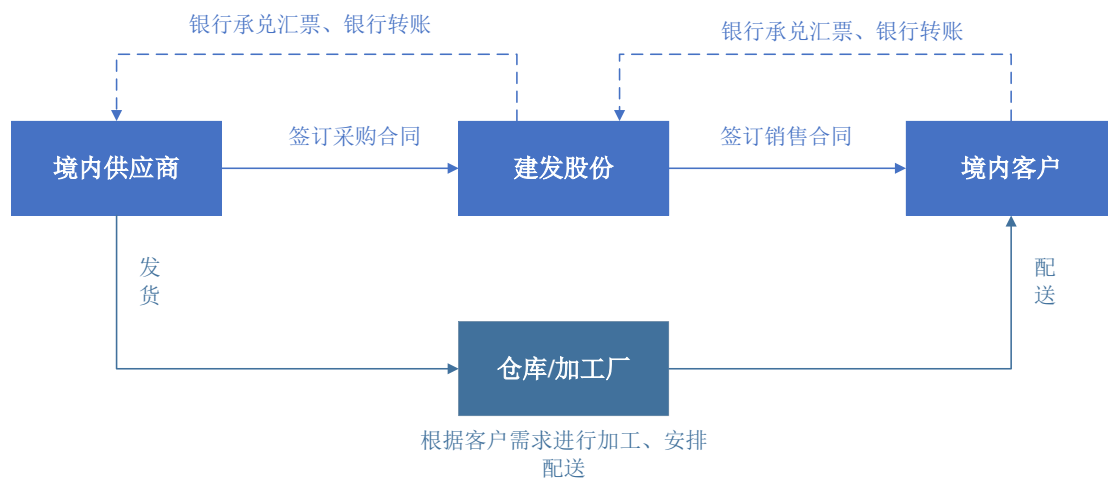 银行承兑汇票、银行转账
银行承兑汇票、银行转账
境内供应商
签订采购合同
建发股份
签订销售合同
境内客户
发
货
配
送
仓库/加工厂
根据客户需求进行加工、安排
配送